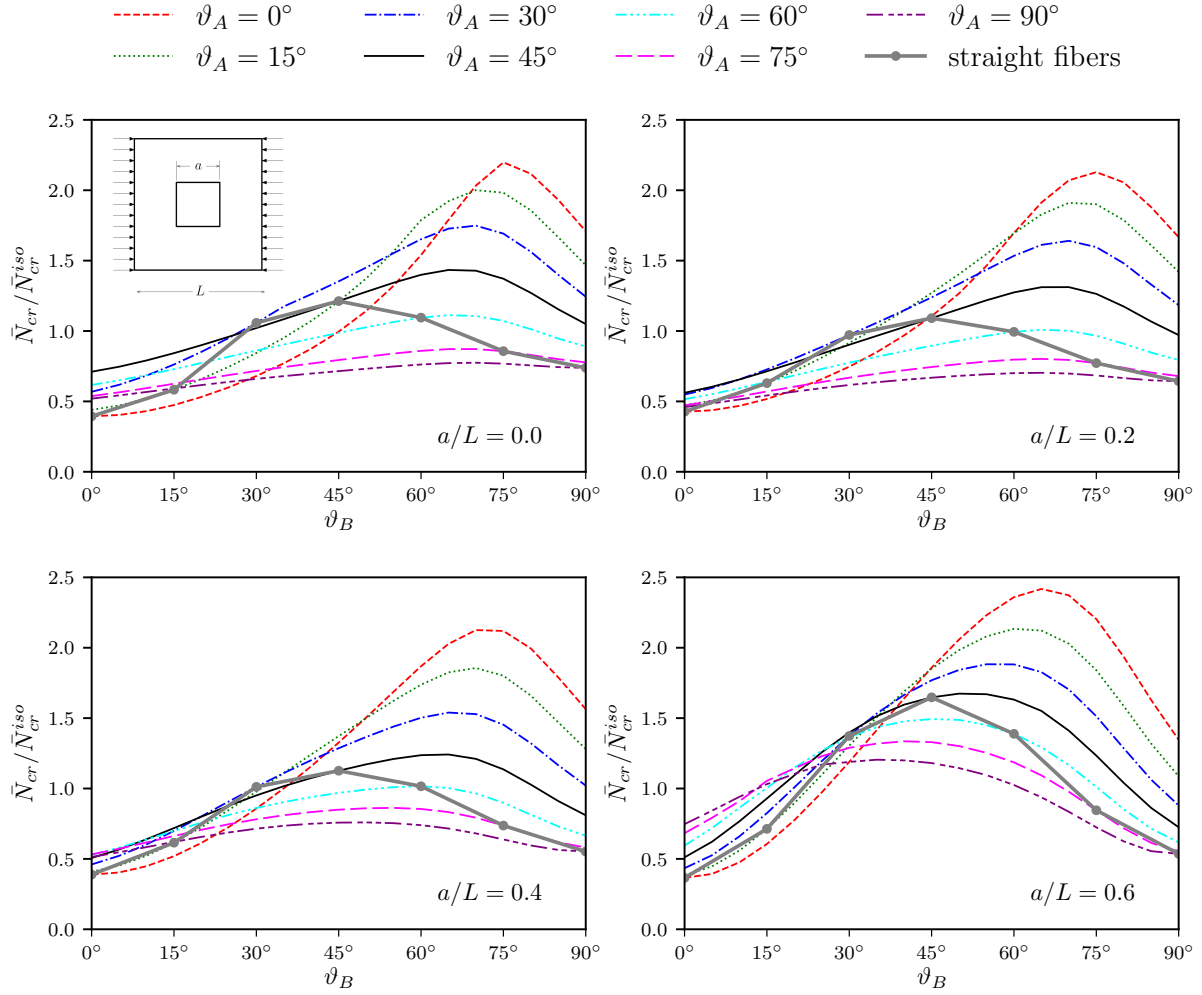 ϑ_A = 0° ϑ_A = 30° ϑ_A = 60° ϑ_A = 90°
ϑ_A = 15° ϑ_A = 45° ϑ_A = 75° straight fibers
N̄_cr/N̄_cr^iso
2.5
2.0
1.5
1.0
0.5
0.0
a
L
a/L = 0.0
0° 15° 30° 45° 60° 75° 90°
ϑ_B
N̄_cr/N̄_cr^iso
2.5
2.0
1.5
1.0
0.5
0.0
a/L = 0.2
0° 15° 30° 45° 60° 75° 90°
ϑ_B
N̄_cr/N̄_cr^iso
2.5
2.0
1.5
1.0
0.5
0.0
a/L = 0.4
0° 15° 30° 45° 60° 75° 90°
ϑ_B
N̄_cr/N̄_cr^iso
2.5
2.0
1.5
1.0
0.5
0.0
a/L = 0.6
0° 15° 30° 45° 60° 75° 90°
ϑ_B